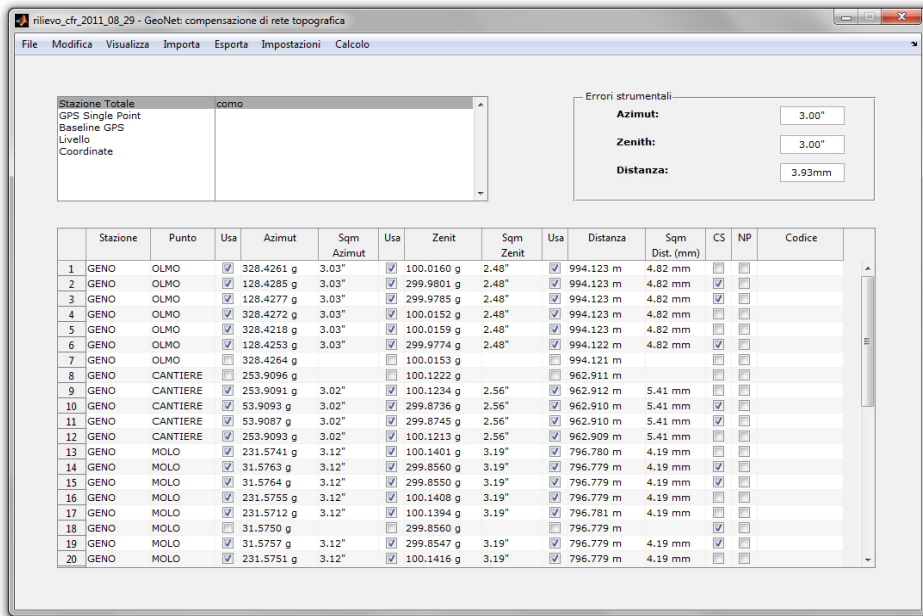 rilievo_cfr_2011_08_29 - GeoNet: compensazione di rete topografica
File Modifica Visualizza Importa Esporta Impostazioni Calcolo
Stazione Totale como
GPS Single Point
Baseline GPS
Livello
Coordinate
Errori strumentali
Azimut: 3.00"
Zenith: 3.00"
Distanza: 3.93mm
Stazione Punto Usa Azimut Sqm Azimut Usa Zenit Sqm Zenit Usa Distanza Sqm Dist. (mm) CS NP Codice
1 GENO OLMO 328.4261 g 3.03" 100.0160 g 2.48" 994.123 m 4.82 mm
2 GENO OLMO 128.4285 g 3.03" 299.9801 g 2.48" 994.123 m 4.82 mm
3 GENO OLMO 128.4277 g 3.03" 299.9785 g 2.48" 994.123 m 4.82 mm
4 GENO OLMO 328.4272 g 3.03" 100.0152 g 2.48" 994.123 m 4.82 mm
5 GENO OLMO 328.4218 g 3.03" 100.0159 g 2.48" 994.123 m 4.82 mm
6 GENO OLMO 128.4253 g 3.03" 299.9774 g 2.48" 994.122 m 4.82 mm
7 GENO OLMO 328.4264 g 100.0153 g 994.121 m
8 GENO CANTIERE 253.9096 g 100.1222 g 962.911 m
9 GENO CANTIERE 253.9091 g 3.02" 100.1234 g 2.56" 962.912 m 5.41 mm
10 GENO CANTIERE 53.9093 g 3.02" 299.8736 g 2.56" 962.910 m 5.41 mm
11 GENO CANTIERE 53.9087 g 3.02" 299.8745 g 2.56" 962.910 m 5.41 mm
12 GENO CANTIERE 253.9093 g 3.02" 100.1213 g 2.56" 962.909 m 5.41 mm
13 GENO MOLO 231.5741 g 3.12" 100.1401 g 3.19" 796.780 m 4.19 mm
14 GENO MOLO 31.5763 g 3.12" 299.8560 g 3.19" 796.779 m 4.19 mm
15 GENO MOLO 31.5764 g 3.12" 299.8550 g 3.19" 796.779 m 4.19 mm
16 GENO MOLO 231.5755 g 3.12" 100.1408 g 3.19" 796.779 m 4.19 mm
17 GENO MOLO 231.5712 g 3.12" 100.1394 g 3.19" 796.781 m 4.19 mm
18 GENO MOLO 31.5750 g 299.8560 g 796.779 m
19 GENO MOLO 31.5757 g 3.12" 299.8547 g 3.19" 796.779 m 4.19 mm
20 GENO MOLO 231.5751 g 3.12" 100.1416 g 3.19" 796.779 m 4.19 mm